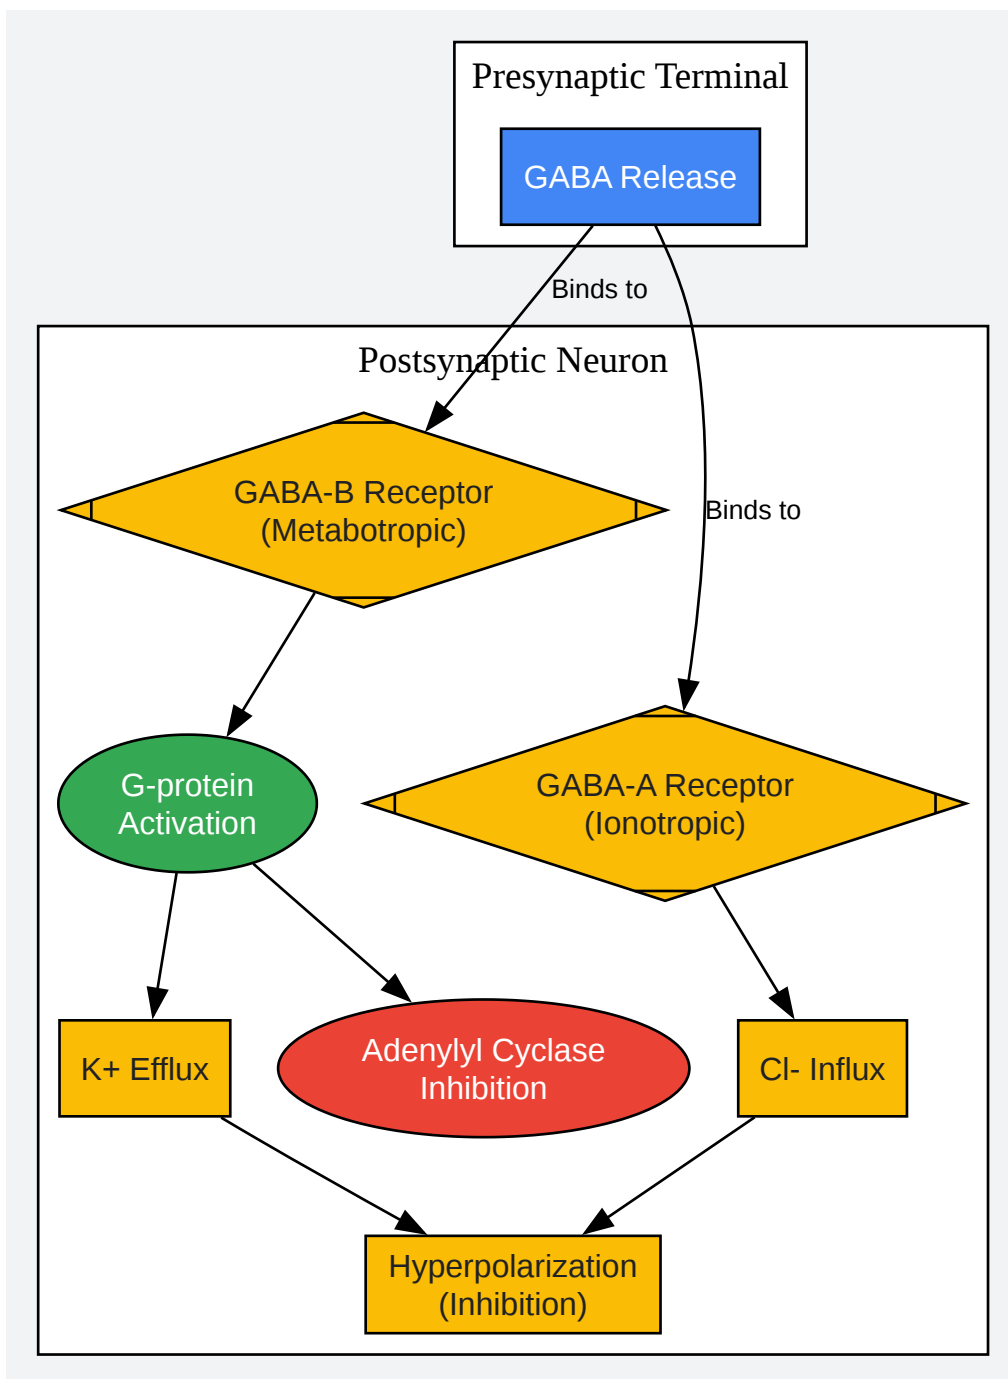 Presynaptic Terminal
GABA Release
Binds to
Postsynaptic Neuron
GABA-B Receptor
(Metabotropic)
Binds to
G-protein
Activation
GABA-A Receptor
(Ionotropic)
K+ Efflux
Adenylyl Cyclase
Inhibition
Cl- Influx
Hyperpolarization
(Inhibition)